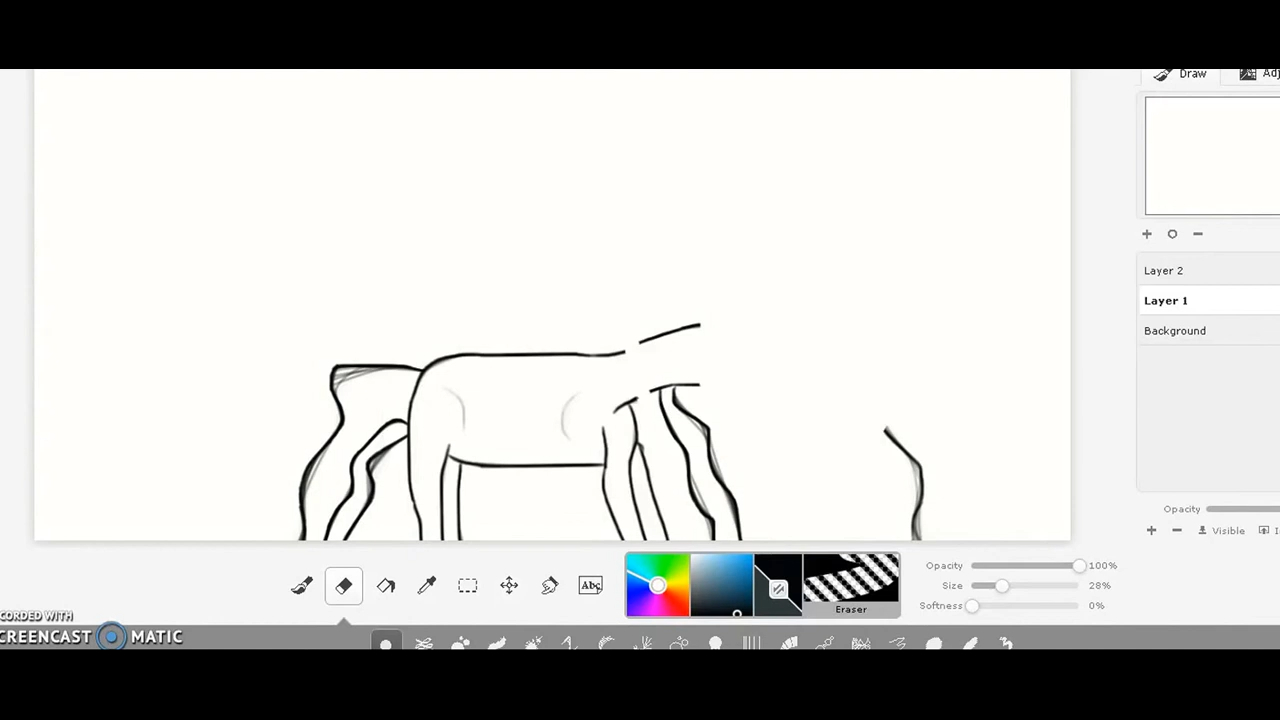 Draw
Adj
Layer 2
Layer 1
Background
Opacity
Visible
Abc
Eraser
Opacity 100%
Size 28%
Softness 0%
CORDED WITH
CREENCAST MATIC